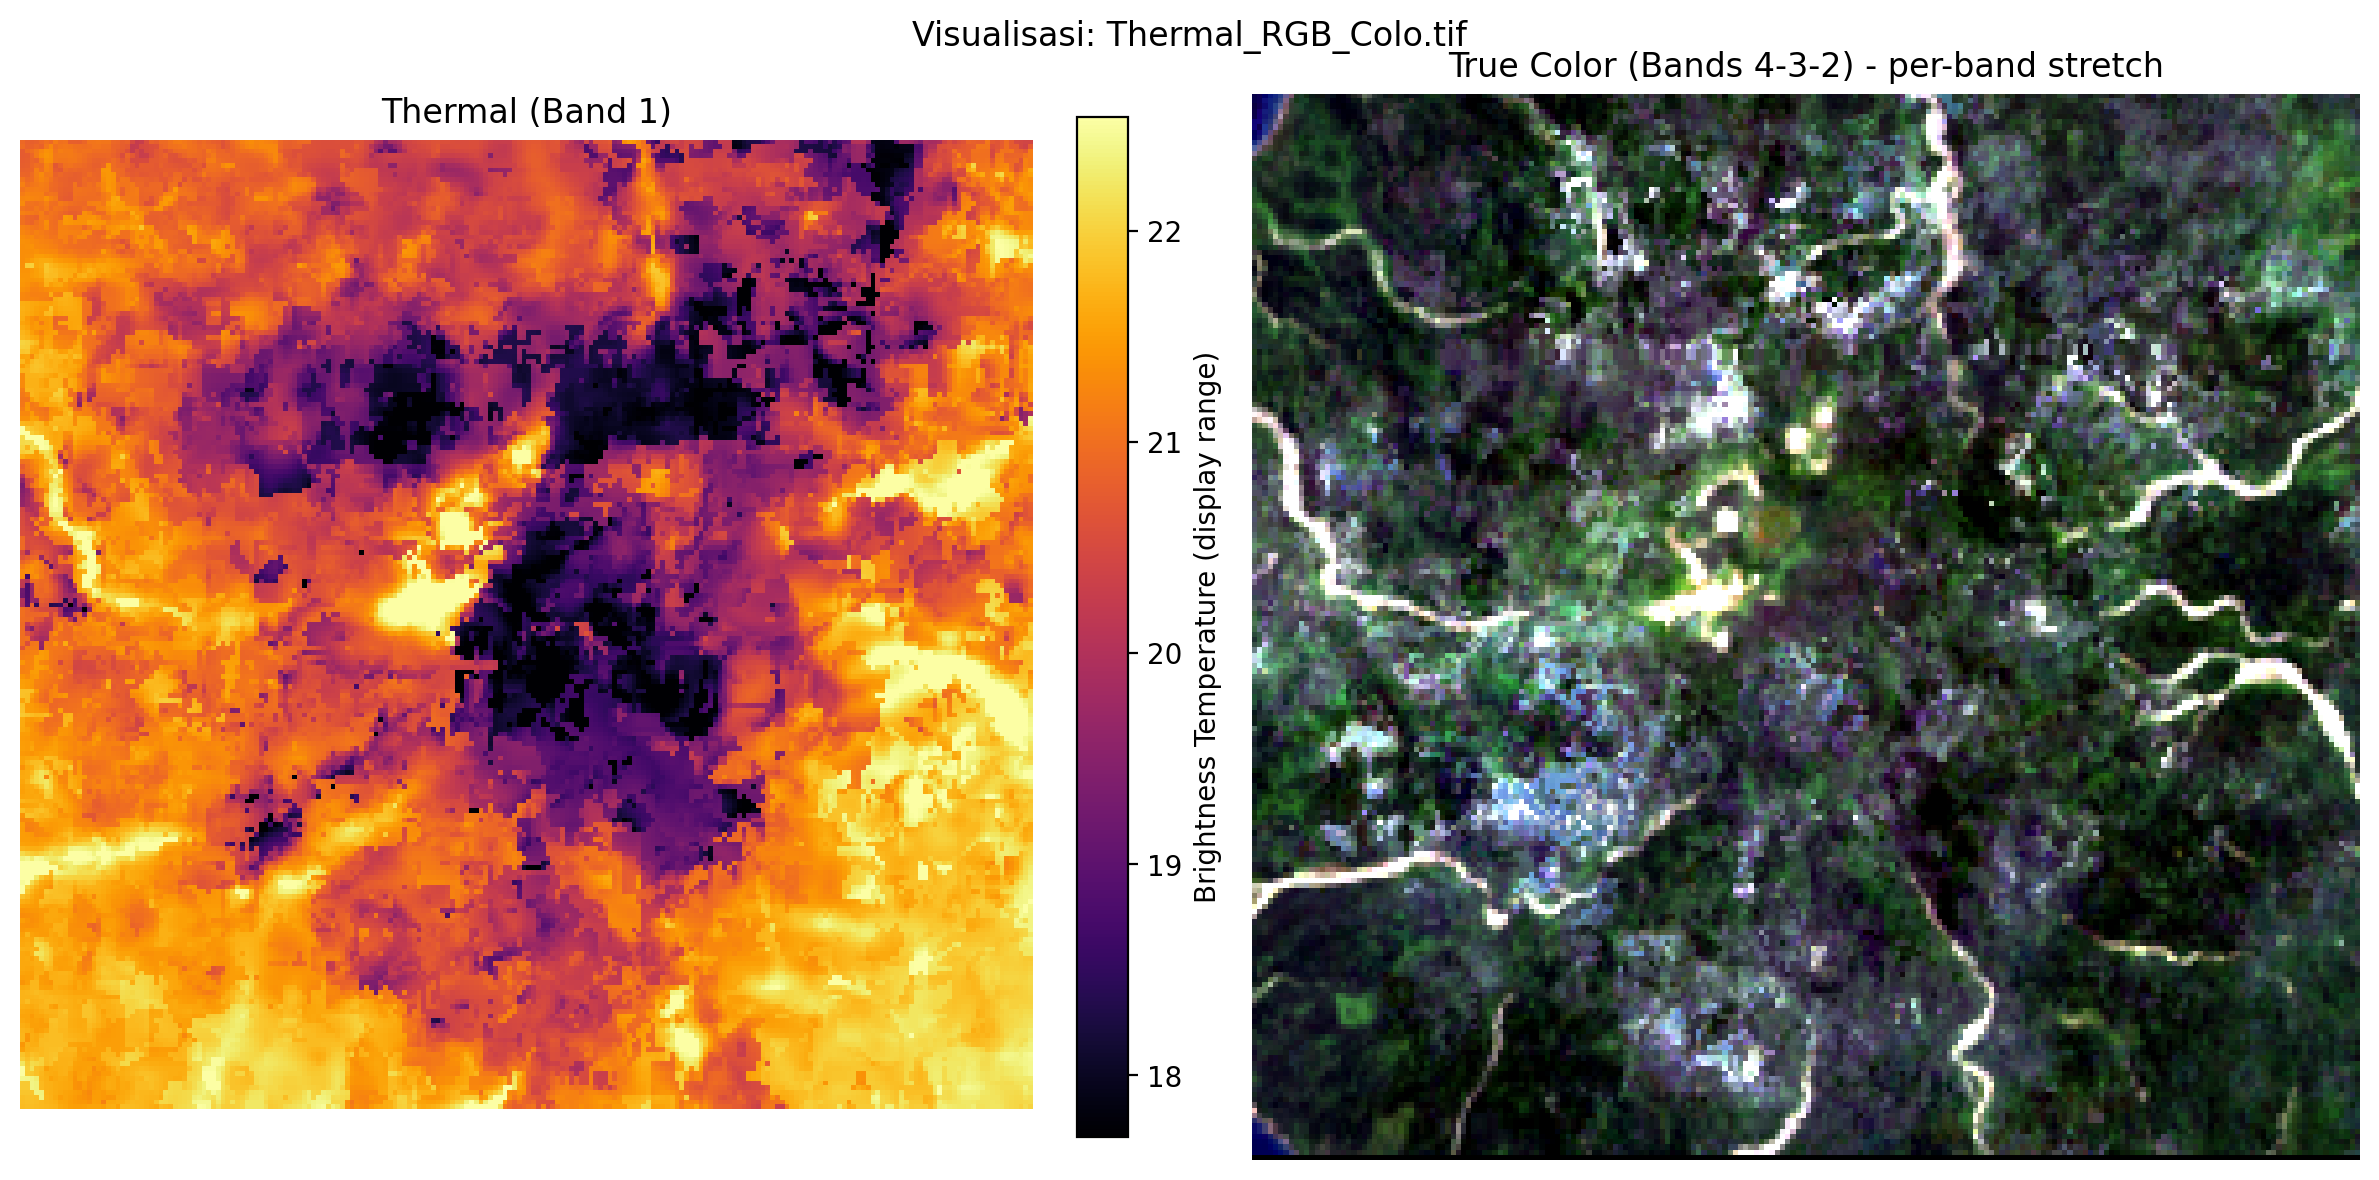 Visualisasi: Thermal_RGB_Colo.tif
Thermal (Band 1)
22
21
20
19
18
Brightness Temperature (display range)
True Color (Bands 4-3-2) - per-band stretch